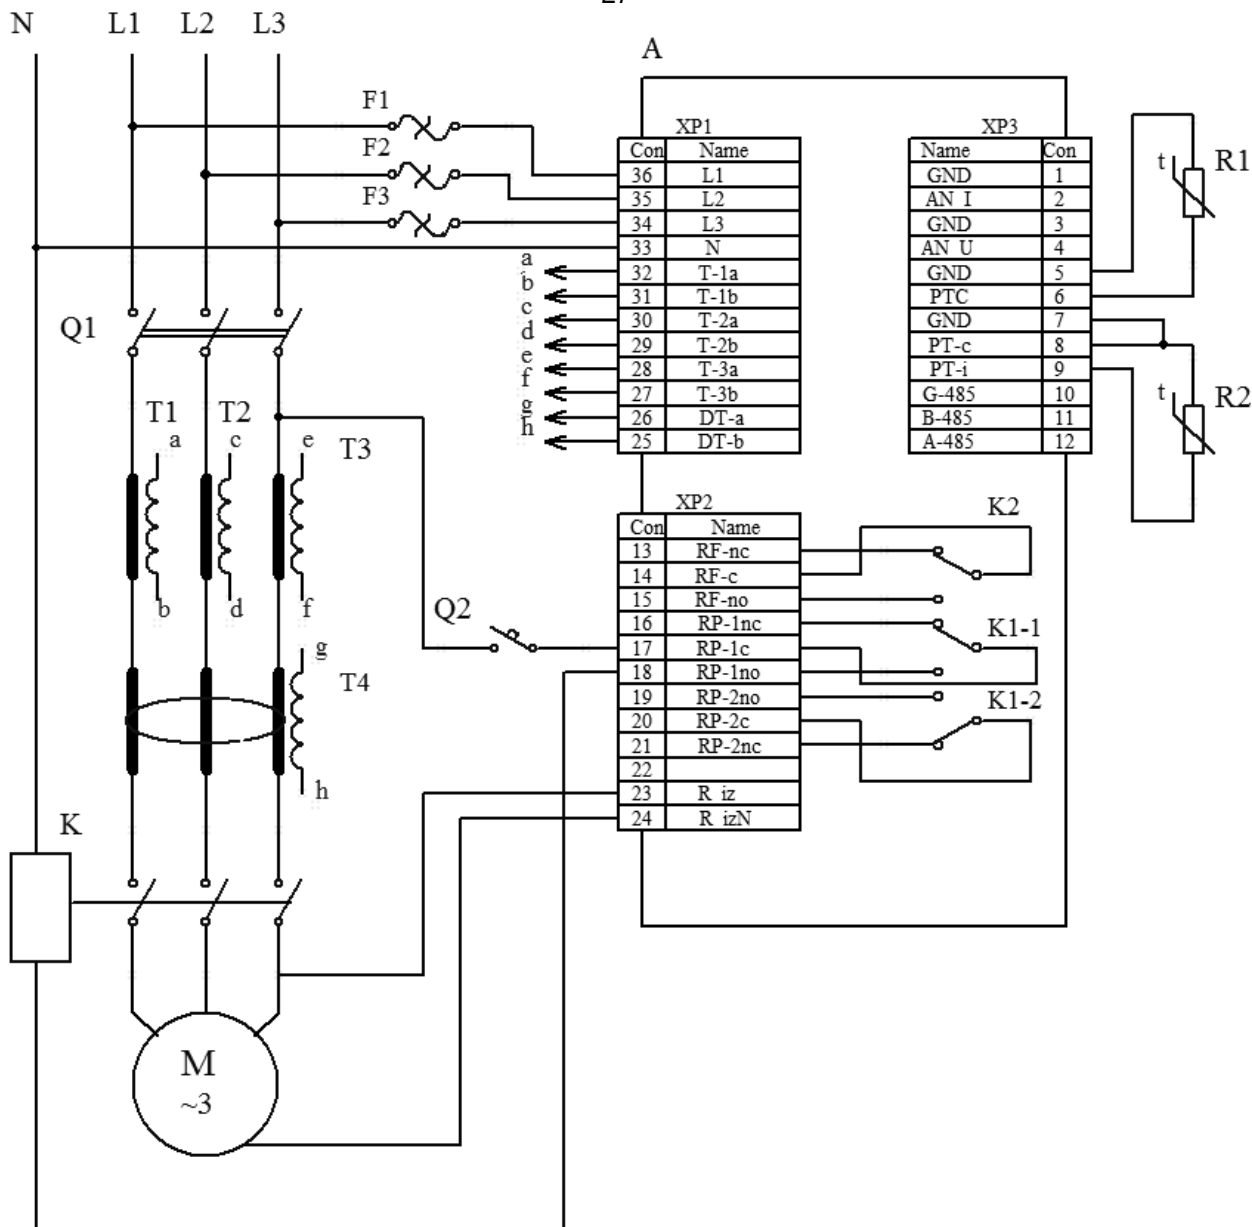 N L1 L2 L3
A
F1
F2
F3
XP1
Con Name
36 L1
35 L2
34 L3
33 N
32 T-1a
31 T-1b
30 T-2a
29 T-2b
28 T-3a
27 T-3b
26 DT-a
25 DT-b
a
b
c
d
e
f
g
h
XP3
Name Con
GND 1
AN I 2
GND 3
AN U 4
GND 5
PTC 6
GND 7
PT-c 8
PT-i 9
G-485 10
B-485 11
A-485 12
t R1
t R2
Q1
T1 T2 T3
a c e
b d f
g
T4
h
Q2
XP2
Con Name
13 RF-nc
14 RF-c
15 RF-no
16 RP-1nc
17 RP-1c
18 RP-1no
19 RP-2no
20 RP-2c
21 RP-2nc
22
23 R iz
24 R izN
K2
K1-1
K1-2
K
M
~3